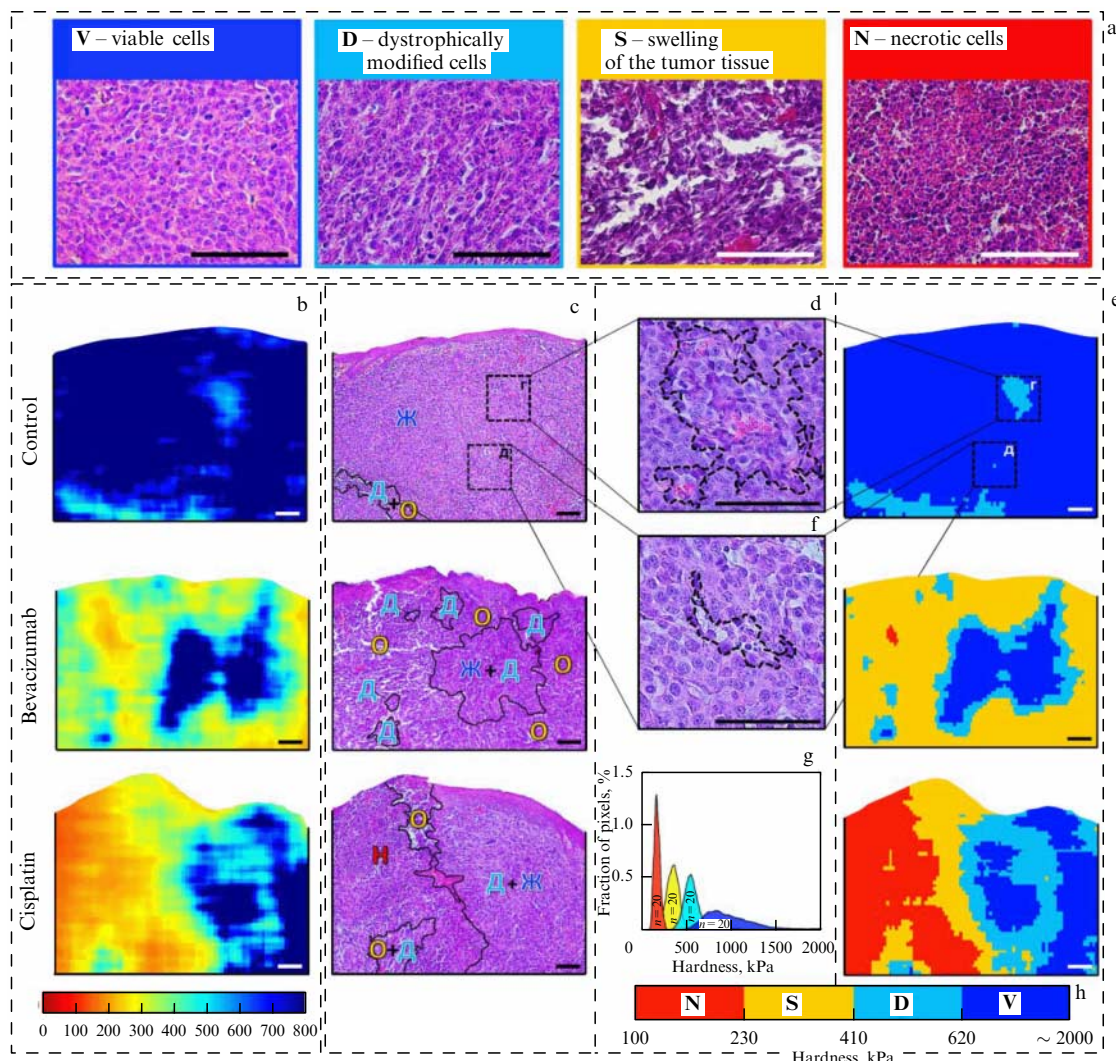 a
V – viable cells
D – dystrophically
modified cells
S – swelling
of the tumor tissue
N – necrotic cells
b
c
d
e
Control
Ж
Г
Д
Д+О
Г
Д
f
Bevacizumab
Д
Д
О
Д
О
Ж+Д
О
Д
Д
О
g
Cisplatin
О
Н
Д+Ж
О+Д
Fraction of pixels, %
1.5
1.0
0.5
n = 20
n = 20
n = 20
n = 20
0 500 1000 1500 2000
Hardness, kPa
h
N S D V
100 230 410 620 ~ 2000
Hardness, kPa
0 100 200 300 400 500 600 700 800